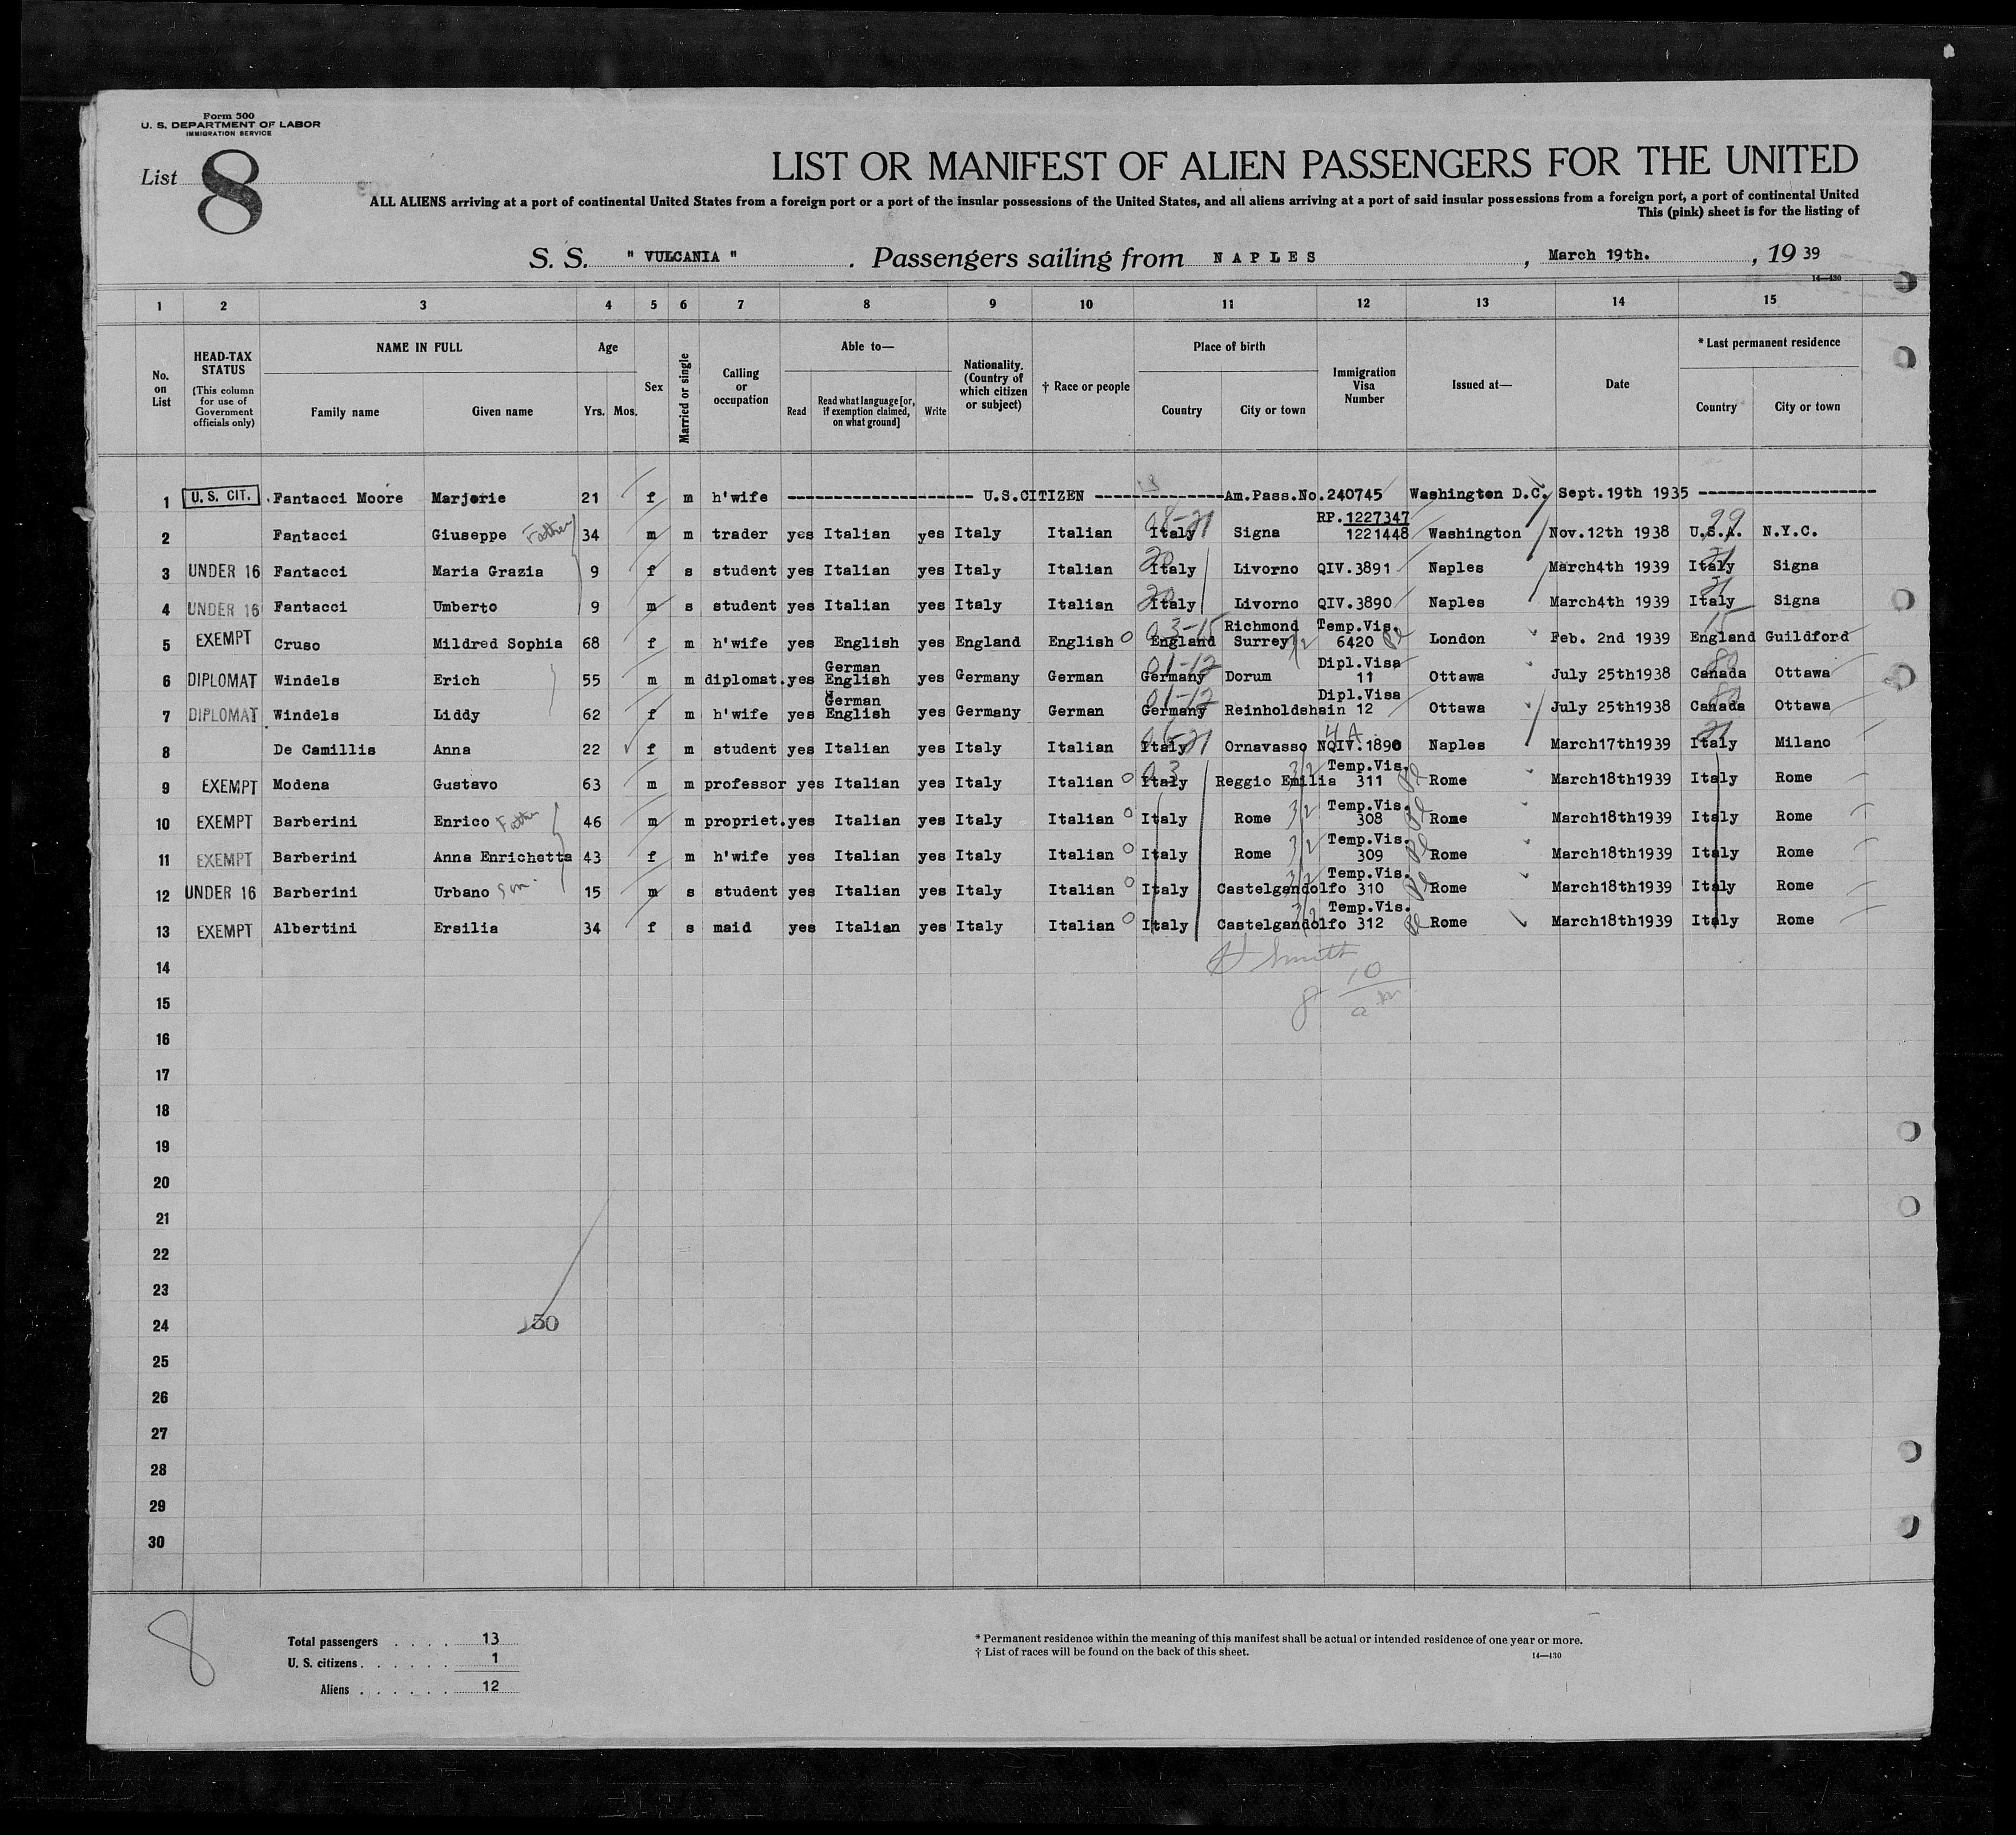 Form 500
U. S. DEPARTMENT OF LABOR
IMMIGRATION SERVICE
List 8
LIST OR MANIFEST OF ALIEN PASSENGERS FOR THE UNITED
ALL ALIENS arriving at a port of continental United States from a foreign port or a port of the insular possessions of the United States, and all aliens arriving at a port of said insular possessions from a foreign port, a port of continental United
This (pink) sheet is for the listing of
S. S. " VULCANIA ". Passengers sailing from NAPLES, March 19th., 19 39
14—430
1 2 3 4 5 6 7 8 9 10 11 12 13 14 15
No. on List
HEAD-TAX STATUS (This column for use of Government officials only)
NAME IN FULL
Family name Given name
Age
Yrs. Mos.
Sex
Married or single
Calling or occupation
Able to—
Read
Read what language [or, if exemption claimed, on what ground]
Write
Nationality. (Country of which citizen or subject)
† Race or people
Place of birth
Country City or town
Immigration Visa Number
Issued at—
Date
* Last permanent residence
Country City or town
1 U. S. CIT. Fantacci Moore Marjorie 21 f m h'wife U.S.CITIZEN Am.Pass.No.240745 Washington D.C. Sept.19th 1935
RP.1227347
2 Fantacci Giuseppe Father 34 m m trader yes Italian yes Italy Italian Italy Signa 1221448 Washington Nov.12th 1938 U.S.A. N.Y.C.
3 UNDER 16 Fantacci Maria Grazia 9 f s student yes Italian yes Italy Italian Italy Livorno QIV.3891 Naples March4th 1939 Italy Signa
4 UNDER 16 Fantacci Umberto 9 m s student yes Italian yes Italy Italian Italy Livorno QIV.3890 Naples March4th 1939 Italy Signa
Richmond Temp.Vis.
5 EXEMPT Cruso Mildred Sophia 68 f m h'wife yes English yes England English England Surrey 6420 London Feb. 2nd 1939 England Guildford
German Dipl.Visa
6 DIPLOMAT Windels Erich 55 m m diplomat.yes English yes Germany German Germany Dorum 11 Ottawa July 25th1938 Canada Ottawa
German Dipl.Visa
7 DIPLOMAT Windels Liddy 62 f m h'wife yes English yes Germany German Germany Reinholdshain 12 Ottawa July 25th1938 Canada Ottawa
8 De Camillis Anna 22 f m student yes Italian yes Italy Italian Italy Ornavasso NQIV.1890 Naples March17th1939 Italy Milano
Temp.Vis.
9 EXEMPT Modena Gustavo 63 m m professor yes Italian yes Italy Italian Italy Reggio Emilia 311 Rome March18th1939 Italy Rome
Temp.Vis.
10 EXEMPT Barberini Enrico Father 46 m m propriet.yes Italian yes Italy Italian Italy Rome 308 Rome March18th1939 Italy Rome
Temp.Vis.
11 EXEMPT Barberini Anna Enrichetta 43 f m h'wife yes Italian yes Italy Italian Italy Rome 309 Rome March18th1939 Italy Rome
Temp.Vis.
12 UNDER 16 Barberini Urbano Son. 15 m s student yes Italian yes Italy Italian Italy Castelgandolfo 310 Rome March18th1939 Italy Rome
Temp.Vis.
13 EXEMPT Albertini Ersilia 34 f s maid yes Italian yes Italy Italian Italy Castelgandolfo 312 Rome March18th1939 Italy Rome
14
15
16
17
18
19
20
21
22
23
24
25
26
27
28
29
30
8
Total passengers . . . . 13
U. S. citizens . . . . . . 1
Aliens . . . . . . 12
* Permanent residence within the meaning of this manifest shall be actual or intended residence of one year or more.
† List of races will be found on the back of this sheet.
14—430